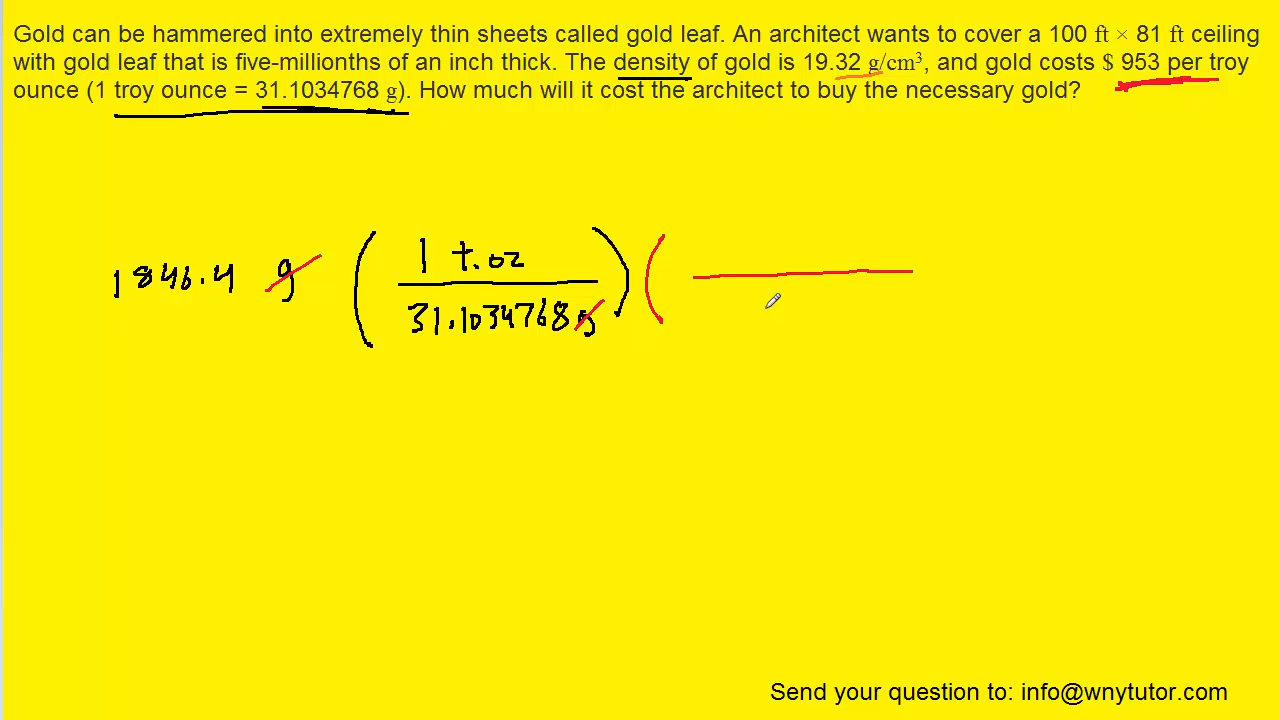 Gold can be hammered into extremely thin sheets called gold leaf. An architect wants to cover a 100 ft × 81 ft ceiling
with gold leaf that is five-millionths of an inch thick. The density of gold is 19.32 g/cm³, and gold costs $ 953 per troy
ounce (1 troy ounce = 31.1034768 g). How much will it cost the architect to buy the necessary gold?
1846.4 g ( 1 t.oz
31.1034768 g ) (
Send your question to: info@wnytutor.com